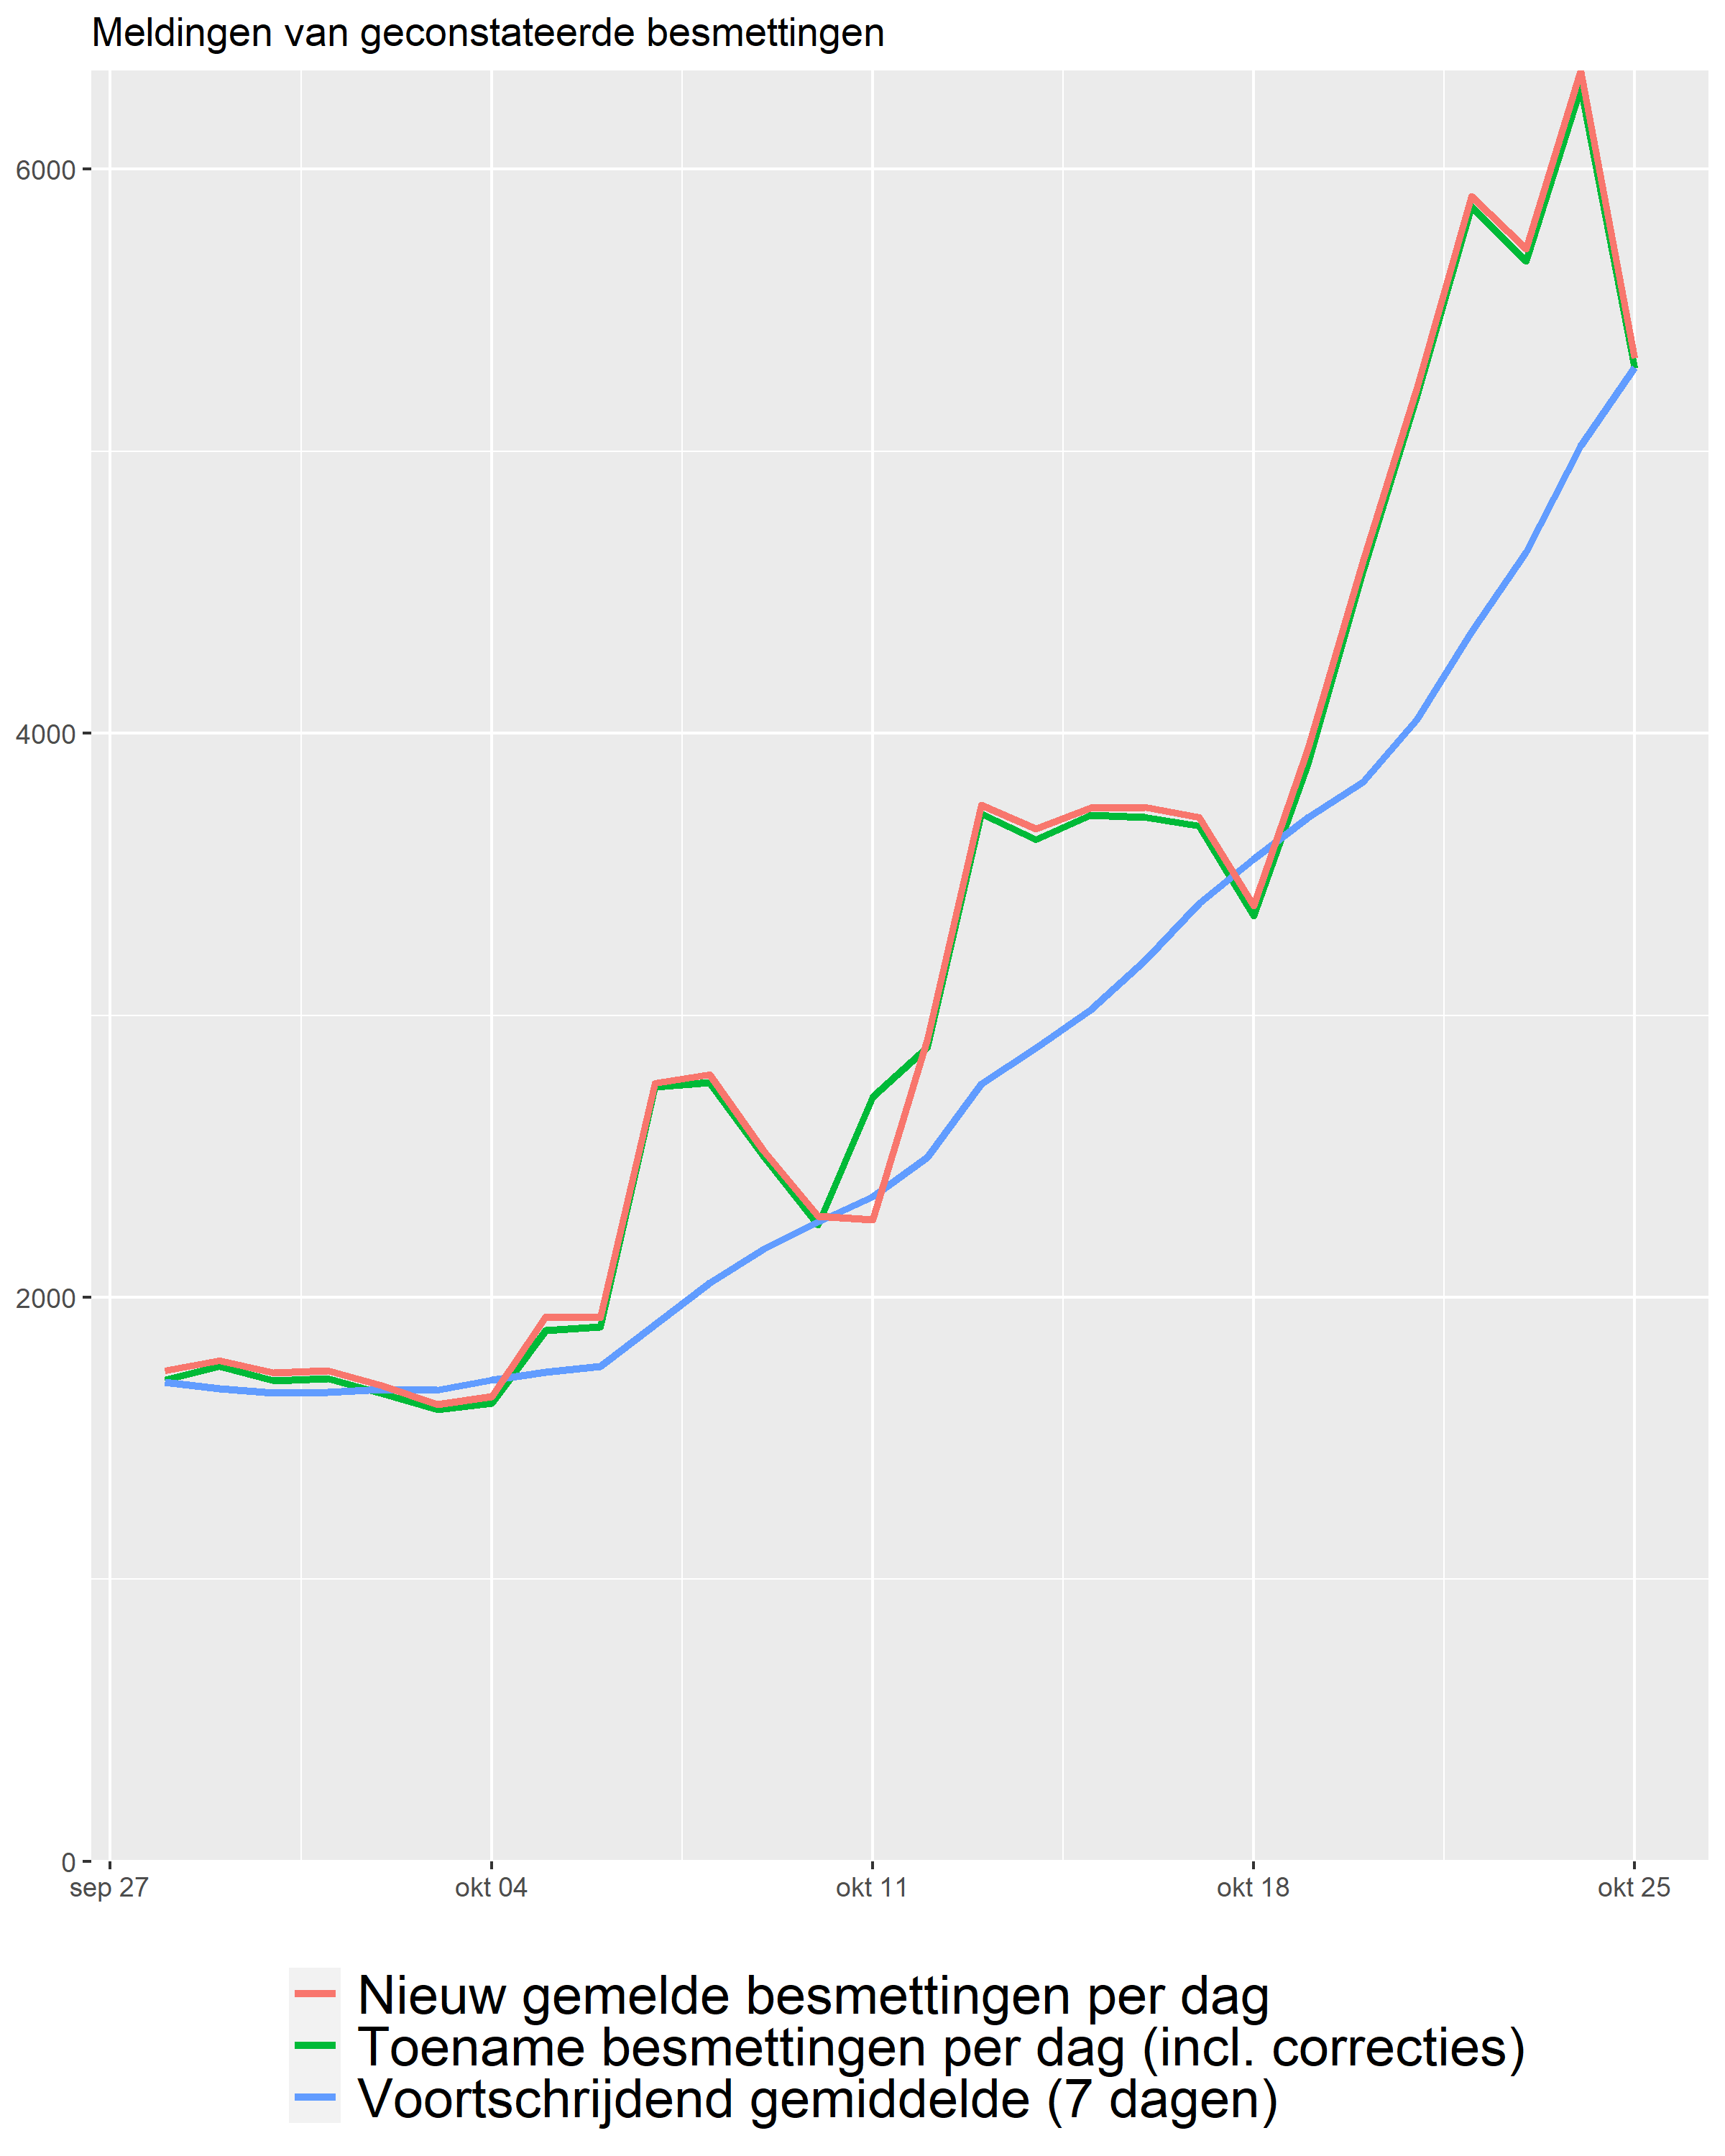 Meldingen van geconstateerde besmettingen
6000
4000
2000
0
sep 27 okt 04 okt 11 okt 18 okt 25
Nieuw gemelde besmettingen per dag
Toename besmettingen per dag (incl. correcties)
Voortschrijdend gemiddelde (7 dagen)